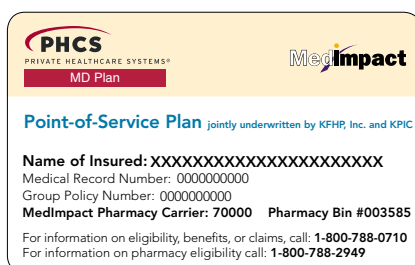 PHCS
PRIVATE HEALTHCARE SYSTEMS®
MD Plan
MedImpact
Point-of-Service Plan jointly underwritten by KFHP, Inc. and KPIC
Name of Insured: XXXXXXXXXXXXXXXXXXXXXX
Medical Record Number: 0000000000
Group Policy Number: 0000000000
MedImpact Pharmacy Carrier: 70000 Pharmacy Bin #003585
For information on eligibility, benefits, or claims, call: 1-800-788-0710
For information on pharmacy eligibility call: 1-800-788-2949